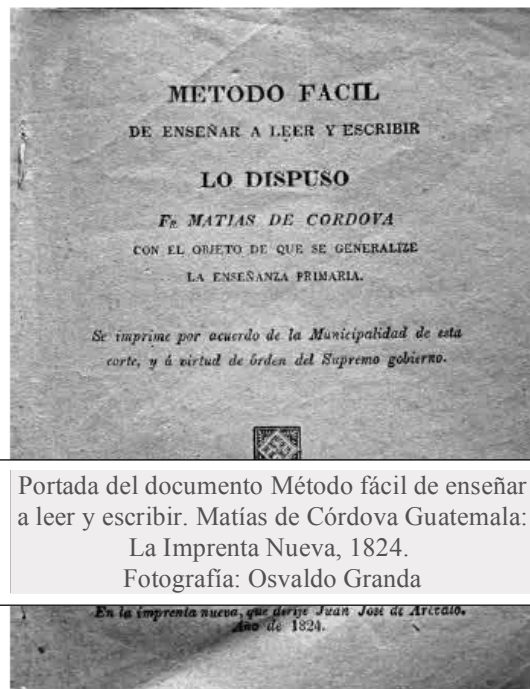 METODO FACIL
DE ENSEÑAR A LEER Y ESCRIBIR
LO DISPUSO
Fr. MATIAS DE CORDOVA
CON EL OBJETO DE QUE SE GENERALIZE
LA ENSEÑANZA PRIMARIA.
Se imprime por acuerdo de la Municipalidad de esta
corte, y á virtud de órden del Supremo gobierno.
Portada del documento Método fácil de enseñar
a leer y escribir. Matías de Córdova Guatemala:
La Imprenta Nueva, 1824.
Fotografía: Osvaldo Granda
En la imprenta nueva, que dirije Juan José de Arévalo.
Año de 1824.